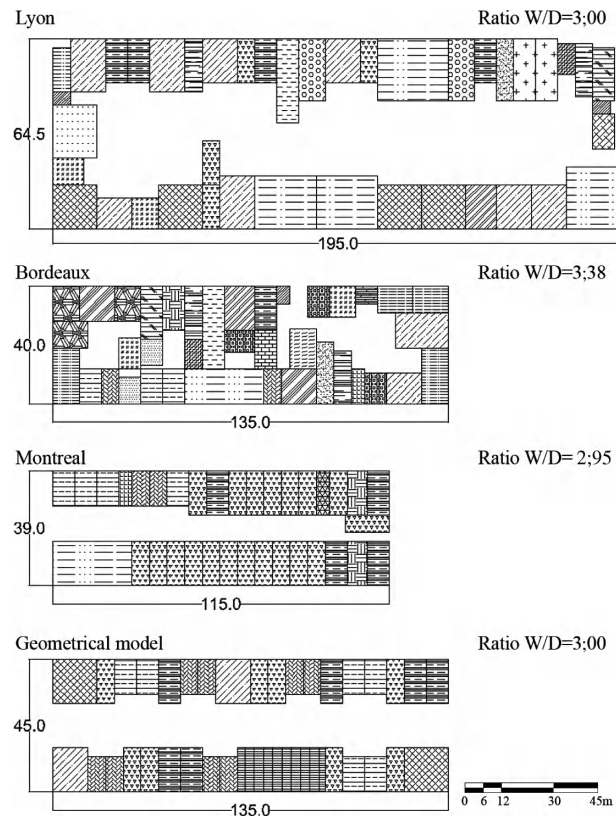 Lyon Ratio W/D=3;00
64.5
195.0
Bordeaux Ratio W/D=3;38
40.0
135.0
Montreal Ratio W/D= 2;95
39.0
115.0
Geometrical model Ratio W/D=3;00
45.0
135.0
0 6 12 30 45m